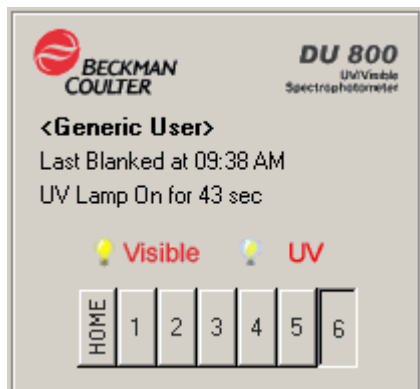 BECKMAN
COULTER
DU 800
UV/Visible
Spectrophotometer
<Generic User>
Last Blanked at 09:38 AM
UV Lamp On for 43 sec
Visible UV
HOME 1 2 3 4 5 6